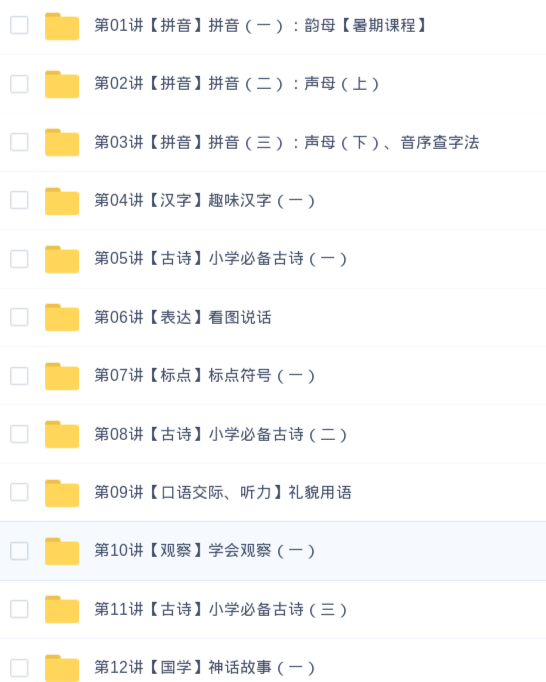 第01讲【拼音】拼音（一）：韵母【暑期课程】
第02讲【拼音】拼音（二）：声母（上）
第03讲【拼音】拼音（三）：声母（下）、音序查字法
第04讲【汉字】趣味汉字（一）
第05讲【古诗】小学必备古诗（一）
第06讲【表达】看图说话
第07讲【标点】标点符号（一）
第08讲【古诗】小学必备古诗（二）
第09讲【口语交际、听力】礼貌用语
第10讲【观察】学会观察（一）
第11讲【古诗】小学必备古诗（三）
第12讲【国学】神话故事（一）